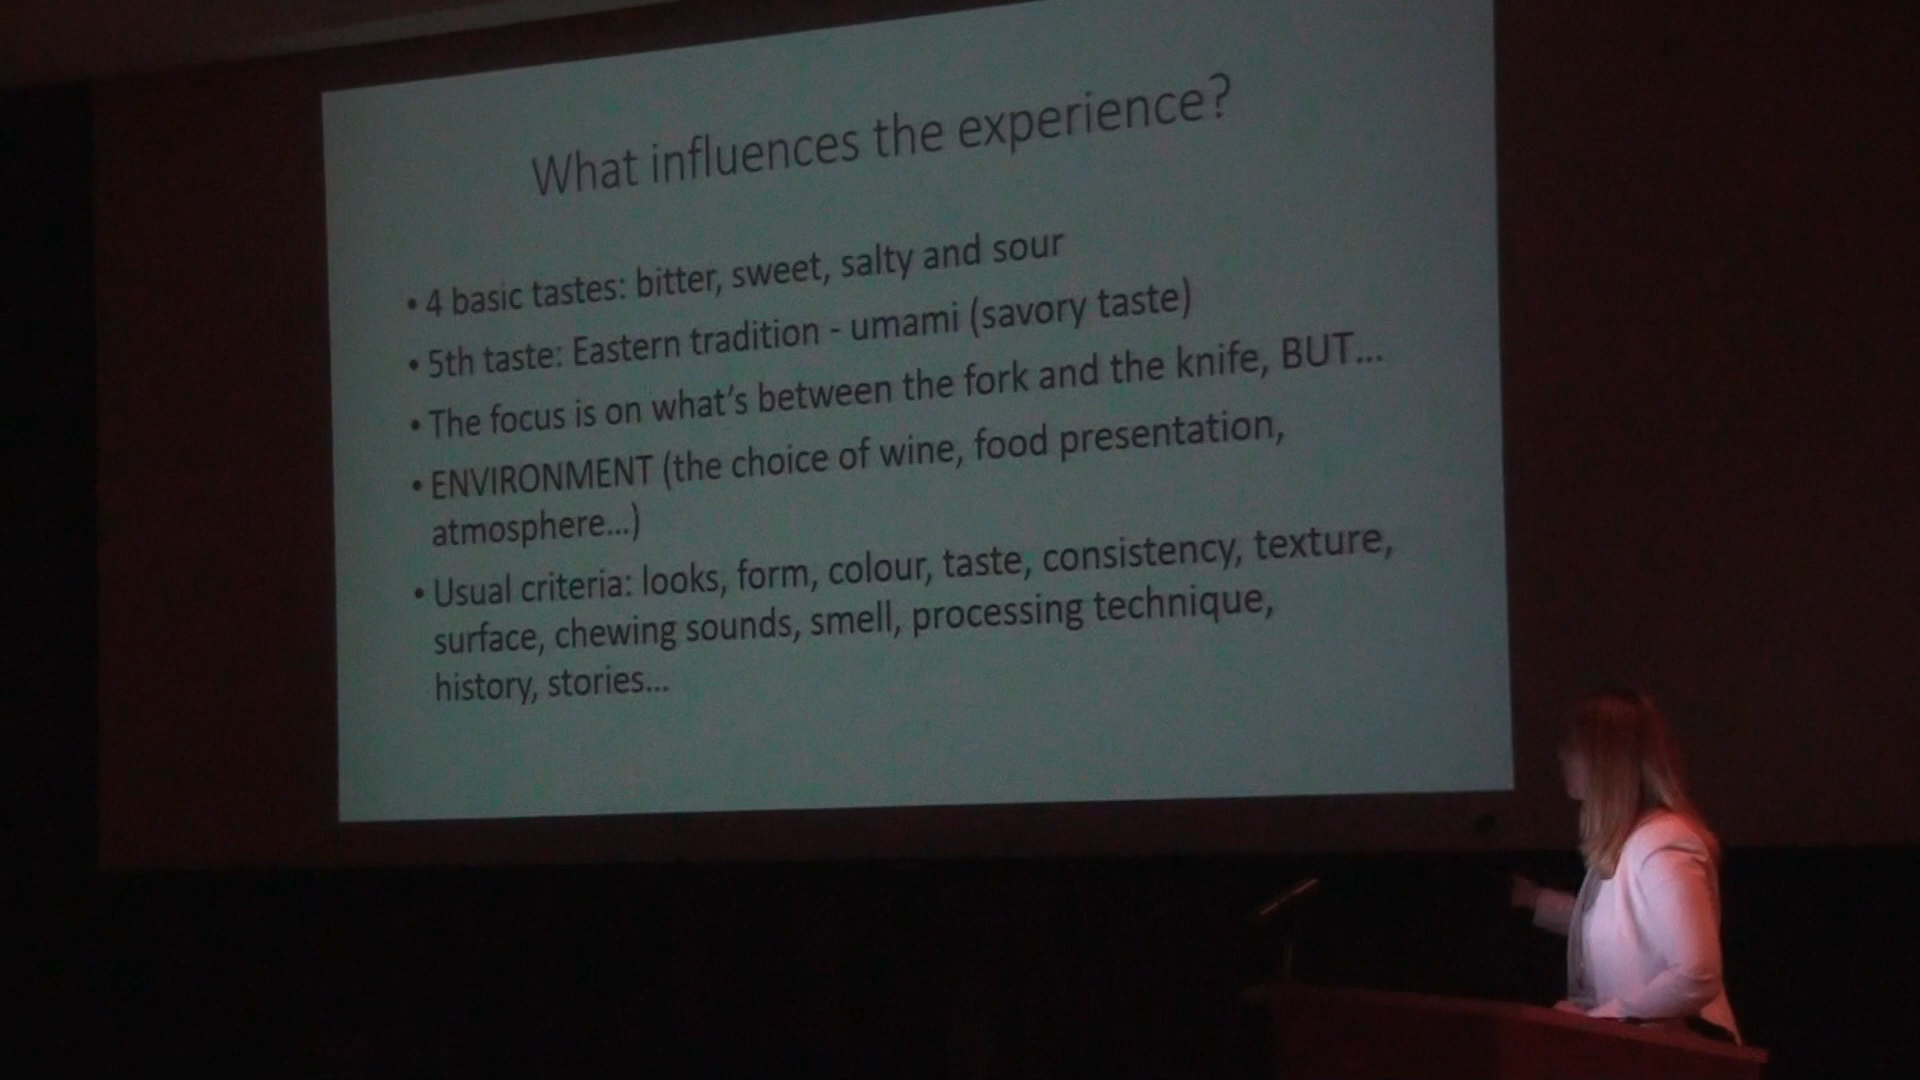 What influences the experience?
• 4 basic tastes: bitter, sweet, salty and sour
• 5th taste: Eastern tradition - umami (savory taste)
• The focus is on what's between the fork and the knife, BUT...
• ENVIRONMENT (the choice of wine, food presentation,
atmosphere...)
• Usual criteria: looks, form, colour, taste, consistency, texture,
surface, chewing sounds, smell, processing technique,
history, stories...